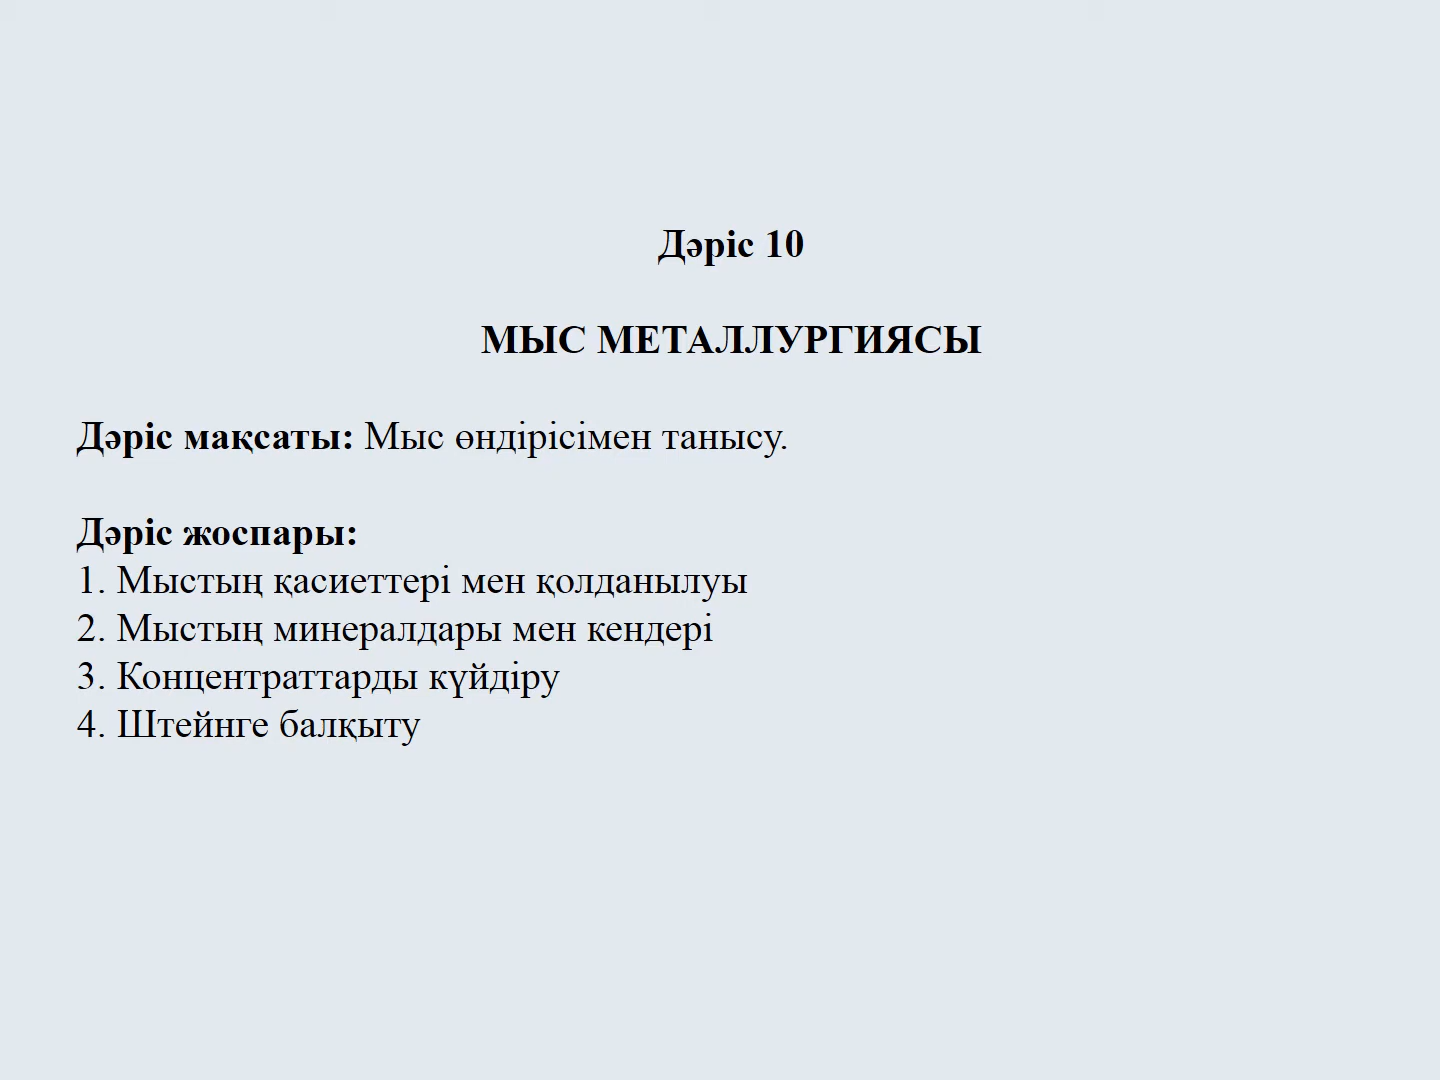 Дәріс 10
МЫС МЕТАЛЛУРГИЯСЫ
Дәріс мақсаты: Мыс өндірісімен танысу.
Дәріс жоспары:
1. Мыстың қасиеттері мен қолданылуы
2. Мыстың минералдары мен кендері
3. Концентраттарды күйдіру
4. Штейнге балқыту